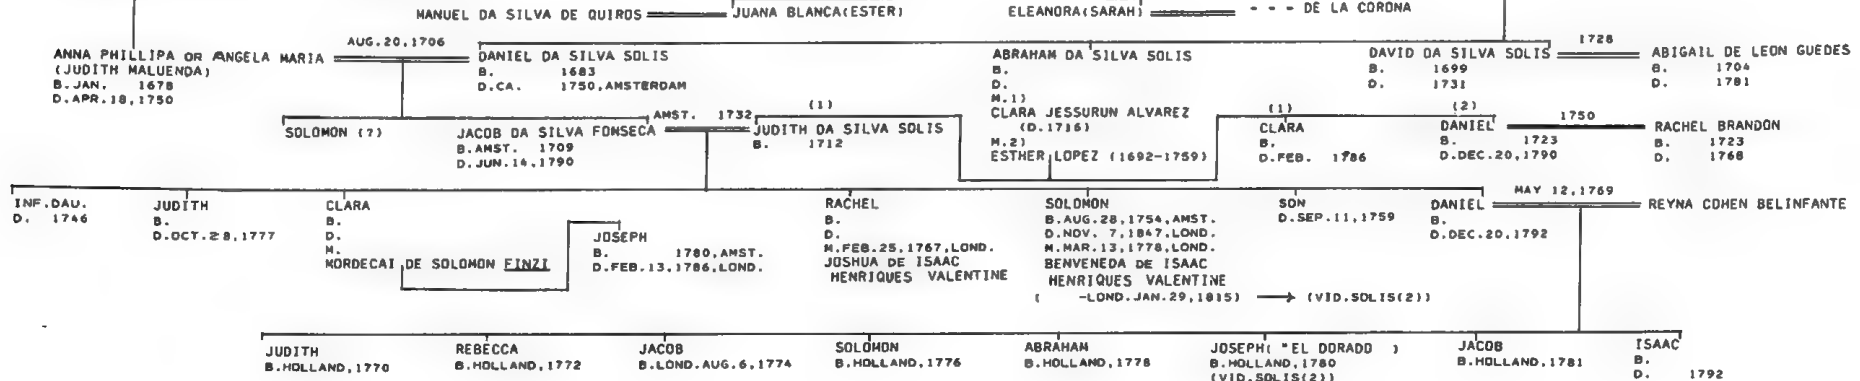 MANUEL DA SILVA DE QUIROS
JUANA BLANCA(ESTER)
ELEANORA(SARAH)
- - - DE LA CORONA
ANNA PHILLIPA OR ANGELA MARIA
(JUDITH MALUENDA)
B.JAN. 1678
D.APR.18,1750
AUG.20,1706
DANIEL DA SILVA SOLIS
B. 1683
D.CA. 1750,AMSTERDAM
ABRAHAM DA SILVA SOLIS
B.
D.
M.1)
CLARA JESSURUN ALVAREZ
(D.1716)
M.2)
ESTHER LOPEZ (1692-1759)
DAVID DA SILVA SOLIS
B. 1699
D. 1731
1728
ABIGAIL DE LEON GUEDES
B. 1704
D. 1781
SOLOMON (?)
JACOB DA SILVA FONSECA
B.AMST. 1709
D.JUN.14,1790
AMST. 1732
(1)
JUDITH DA SILVA SOLIS
B. 1712
(1)
CLARA
B.
D.FEB. 1786
(2)
DANIEL
B. 1723
D.DEC.20,1790
1750
RACHEL BRANDON
B. 1723
D. 1768
INF.DAU.
D. 1746
JUDITH
B.
D.OCT.28,1777
CLARA
B.
D.
M.
MORDECAI DE SOLOMON FINZI
JOSEPH
B. 1780,AMST.
D.FEB.13,1786,LOND.
RACHEL
B.
D.
M.FEB.25,1767,LOND.
JOSHUA DE ISAAC
HENRIQUES VALENTINE
SOLOMON
B.AUG.28,1754,AMST.
D.NOV. 7,1847,LOND.
M.MAR.13,1778,LOND.
BENVENEDA DE ISAAC
HENRIQUES VALENTINE
( -LOND.JAN.29,1815) → (VID.SOLIS(2))
SON
D.SEP.11,1759
DANIEL
B.
D.DEC.20,1792
MAY 12,1769
REYNA COHEN BELINFANTE
JUDITH
B.HOLLAND,1770
REBECCA
B.HOLLAND,1772
JACOB
B.LOND.AUG.6,1774
SOLOMON
B.HOLLAND,1776
ABRAHAM
B.HOLLAND,1778
JOSEPH( "EL DORADO )
B.HOLLAND,1780
(VID.SOLIS(2))
JACOB
B.HOLLAND,1781
ISAAC
B.
D. 1792